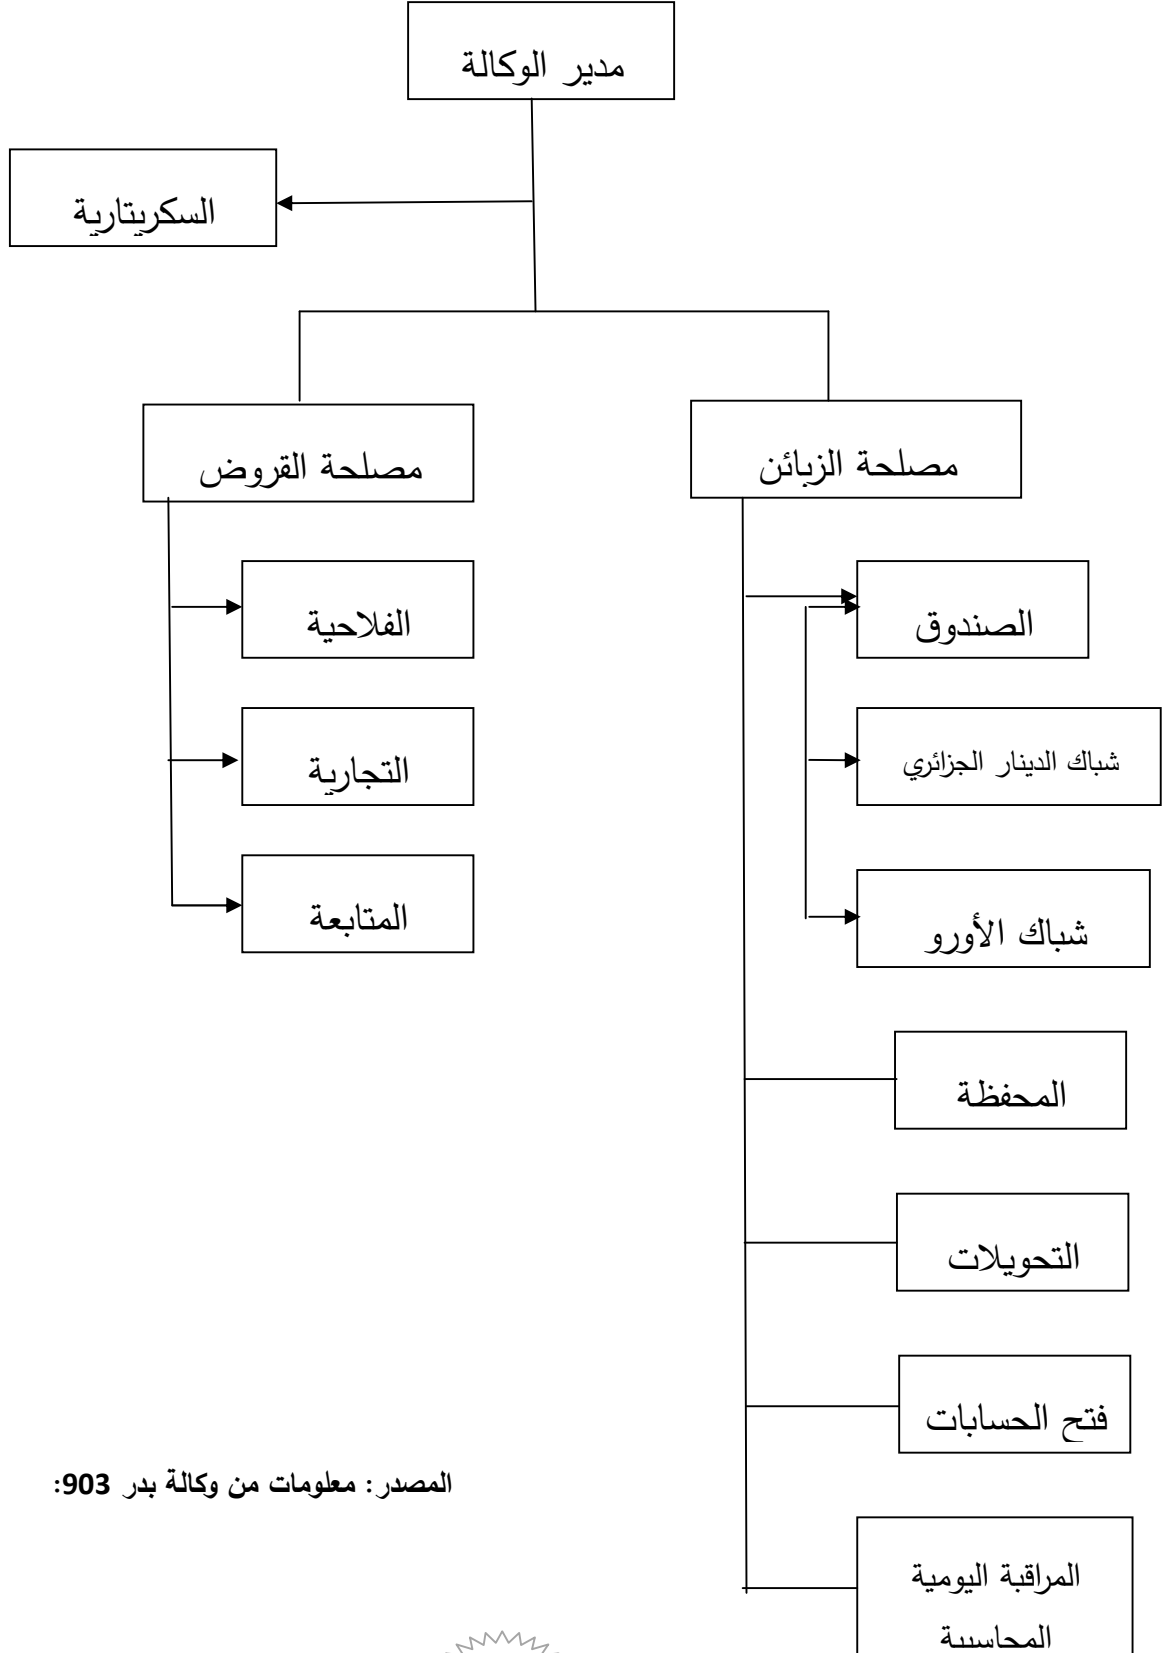 مدير الوكالة
السكريتارية
مصلحة الزبائن
مصلحة القروض
الصندوق
الفلاحية
شباك الدينار الجزائري
التجارية
شباك الأورو
المتابعة
المحفظة
التحويلات
فتح الحسابات
المصدر: معلومات من وكالة بدر 903:
المراقبة اليومية
المحاسبية